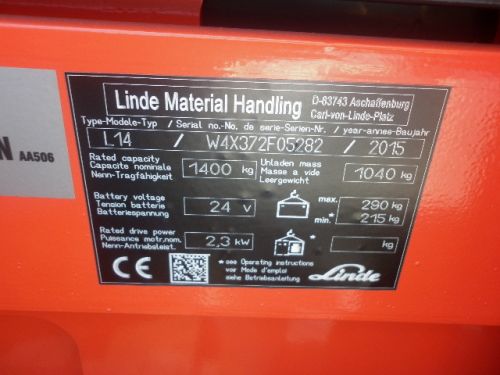 Linde Material Handling
D-63743 Aschaffenburg
Carl-von-Linde-Platz
Type-Modele-Typ / Serial no.-No. de serie-Serien-Nr. / year-annee-Baujahr
L14 / W4X372F05282 / 2015
Rated capacity
Capacite nominale
Nenn-Tragfähigkeit
1400 kg
Unladen mass
Masse a vide
Leergewicht
1040 kg
Battery voltage
Tension batterie
Batteriespannung
24 V
max. 290 kg
min.* 215 kg
Rated drive power
Puissance motr.nom.
Nenn-Antriebsleist.
2,3 kW
kg
CE
* see Operating instructions
voir Mode d'emploi
siehe Betriebsanleitung
Linde
N AA506